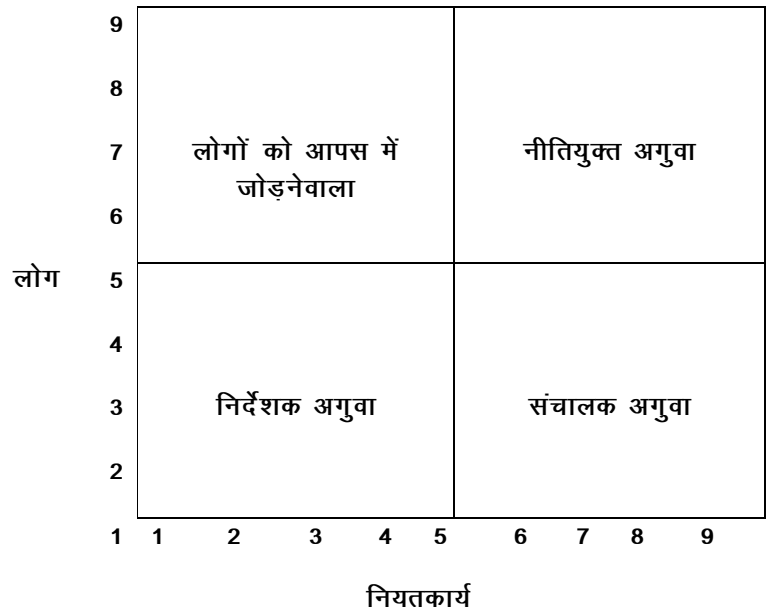 9
8
7 लोगों को आपस में नीतियुक्त अगुवा
जोड़नेवाला
6
लोग 5
4
3 निर्देशक अगुवा संचालक अगुवा
2
1 1 2 3 4 5 6 7 8 9
नियतकार्य